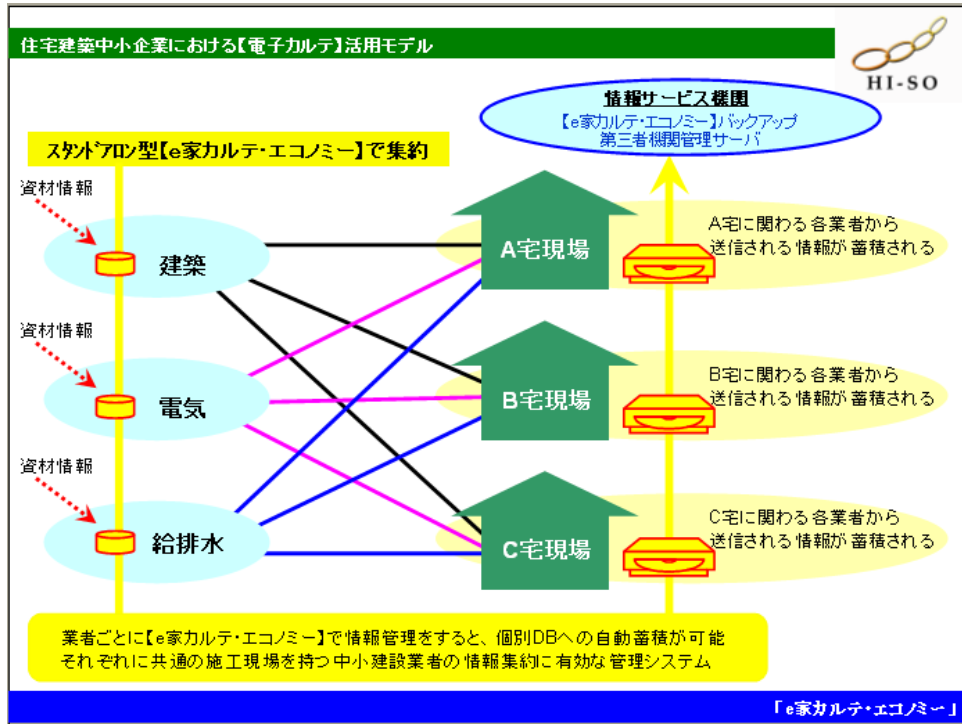 住宅建築中小企業における【電子カルテ】活用モデル
HI-SO
情報サービス機関
【e家カルテ・エコノミー】バックアップ
第三者機関管理サーバ
スタンドアロン型【e家カルテ・エコノミー】で集約
資材情報
建築
A宅現場
A宅に関わる各業者から
送信される情報が蓄積される
資材情報
電気
B宅現場
B宅に関わる各業者から
送信される情報が蓄積される
資材情報
給排水
C宅現場
C宅に関わる各業者から
送信される情報が蓄積される
業者ごとに【e家カルテ・エコノミー】で情報管理をすると、個別DBへの自動蓄積が可能
それぞれに共通の施工現場を持つ中小建設業者の情報集約に有効な管理システム
「e家カルテ・エコノミー」